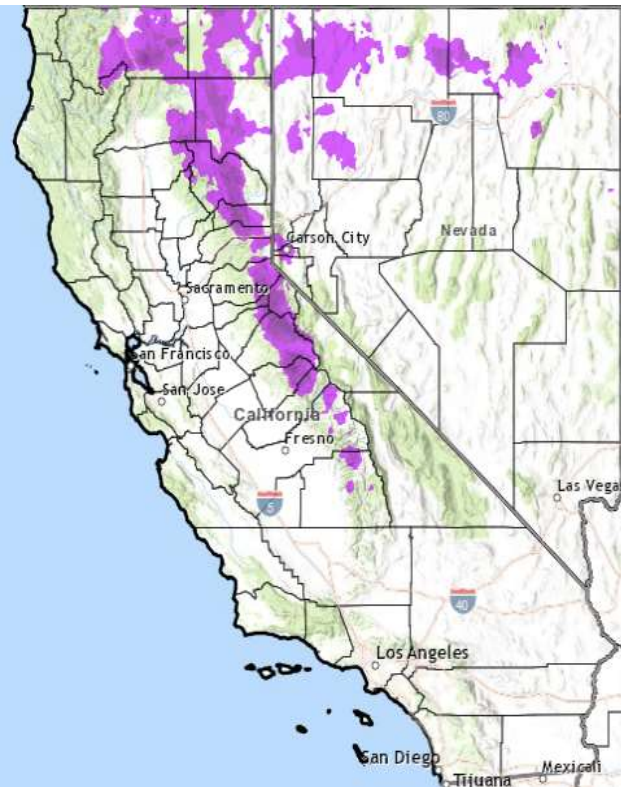 80
Nevada
Carson City
Sacramento
San Francisco
San Jose
California
Fresno
Las Vega
5
40
Los Angeles
San Diego
Tijuana
Mexicali